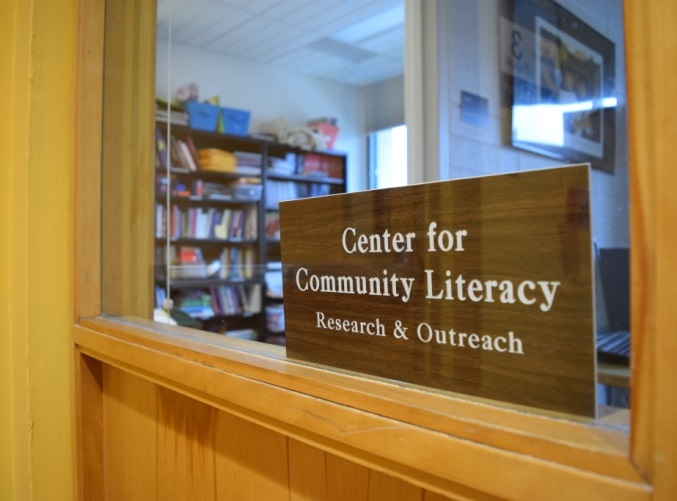 Center for
Community Literacy
Research & Outreach